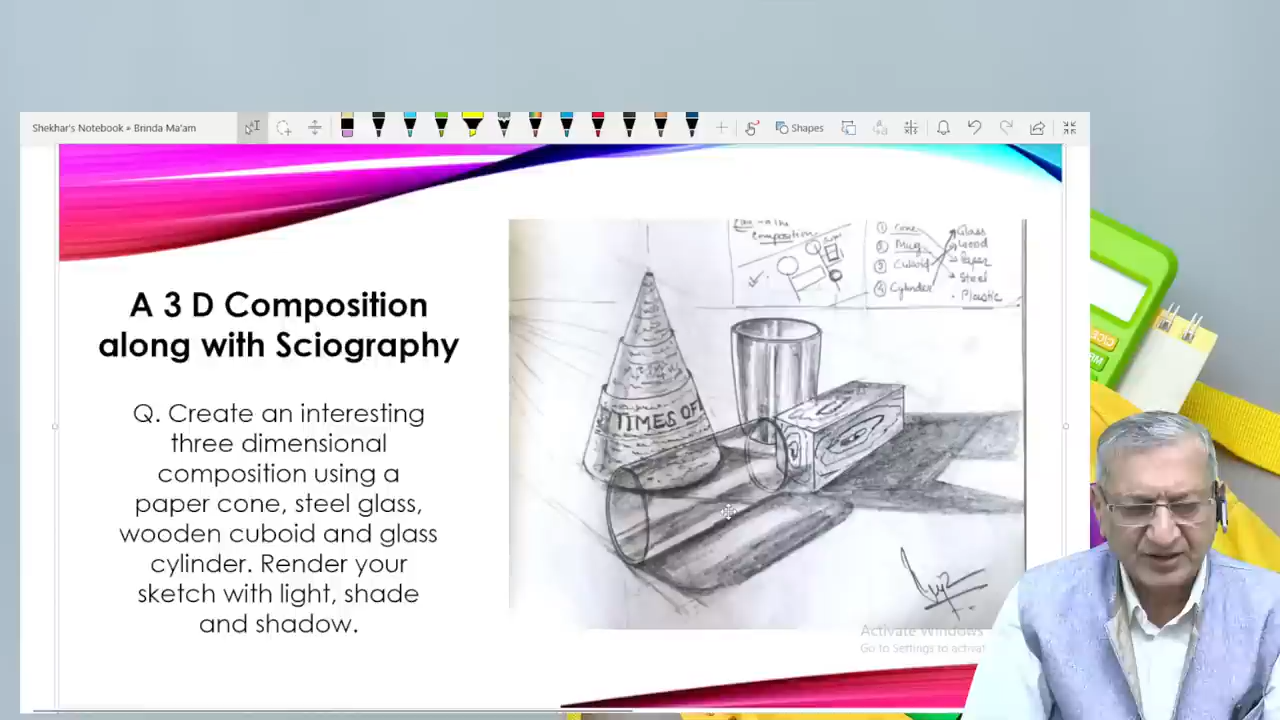 Shekhar's Notebook » Brinda Ma'am
Shapes
A 3 D Composition
along with Sciography
Q. Create an interesting
three dimensional
composition using a
paper cone, steel glass,
wooden cuboid and glass
cylinder. Render your
sketch with light, shade
and shadow.
Composition
① Cone
② Mug
③ Cuboid
④ Cylinder
Glass
Wood
Paper
Steel
Plastic
TIMES OF
Activate Windows
Go to Settings to activat